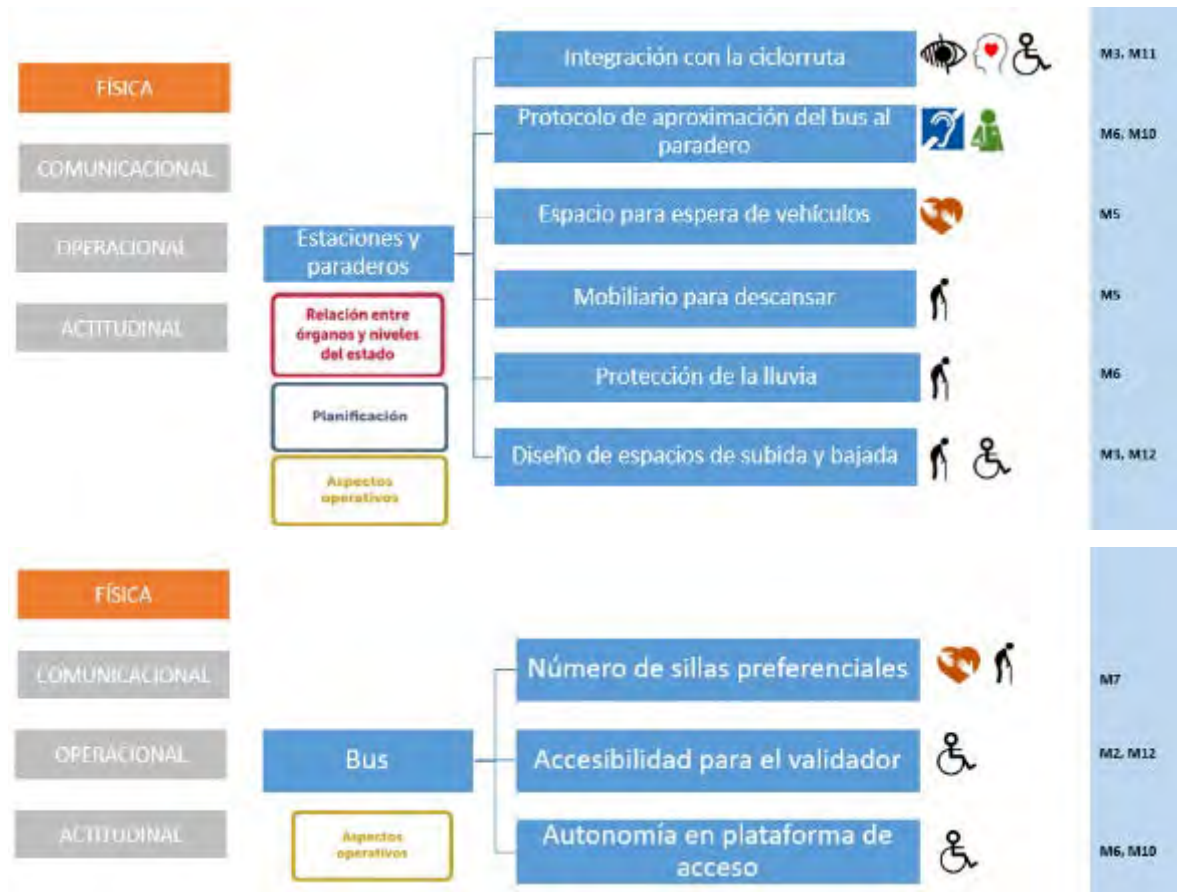 FÍSICA
COMUNICACIONAL
OPERACIONAL
ACTITUDINAL
Estaciones y
paraderos
Relación entre
órganos y niveles
del estado
Planificación
Aspectos
operativos
Integración con la ciclorruta
M3, M11
Protocolo de aproximación del bus al
paradero
M6, M10
Espacio para espera de vehículos
M5
Mobiliario para descansar
M5
Protección de la lluvia
M6
Diseño de espacios de subida y bajada
M3, M12
FÍSICA
COMUNICACIONAL
OPERACIONAL
ACTITUDINAL
Bus
Aspectos
operativos
Número de sillas preferenciales
M7
Accesibilidad para el validador
M2, M12
Autonomía en plataforma de
acceso
M6, M10